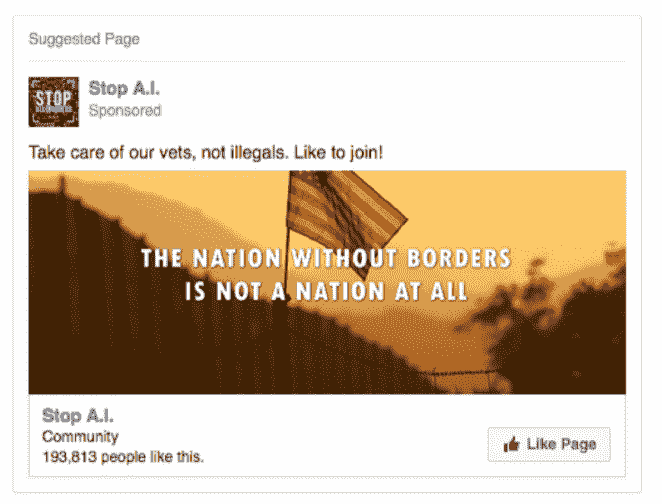 Suggested Page
STOP
Stop A.I.
Sponsored
Take care of our vets, not illegals. Like to join!
THE NATION WITHOUT BORDERS
IS NOT A NATION AT ALL
Stop A.I.
Community
193,813 people like this.
Like Page